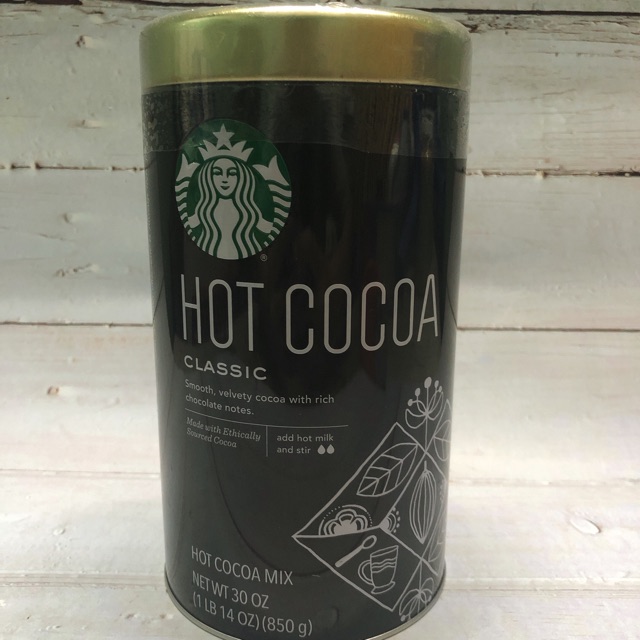 ®
HOT COCOA
CLASSIC
Smooth, velvety cocoa with rich
chocolate notes.
Made with Ethically
Sourced Cocoa
add hot milk
and stir
HOT COCOA MIX
NET WT 30 OZ
(1 LB 14 OZ) (850 g)